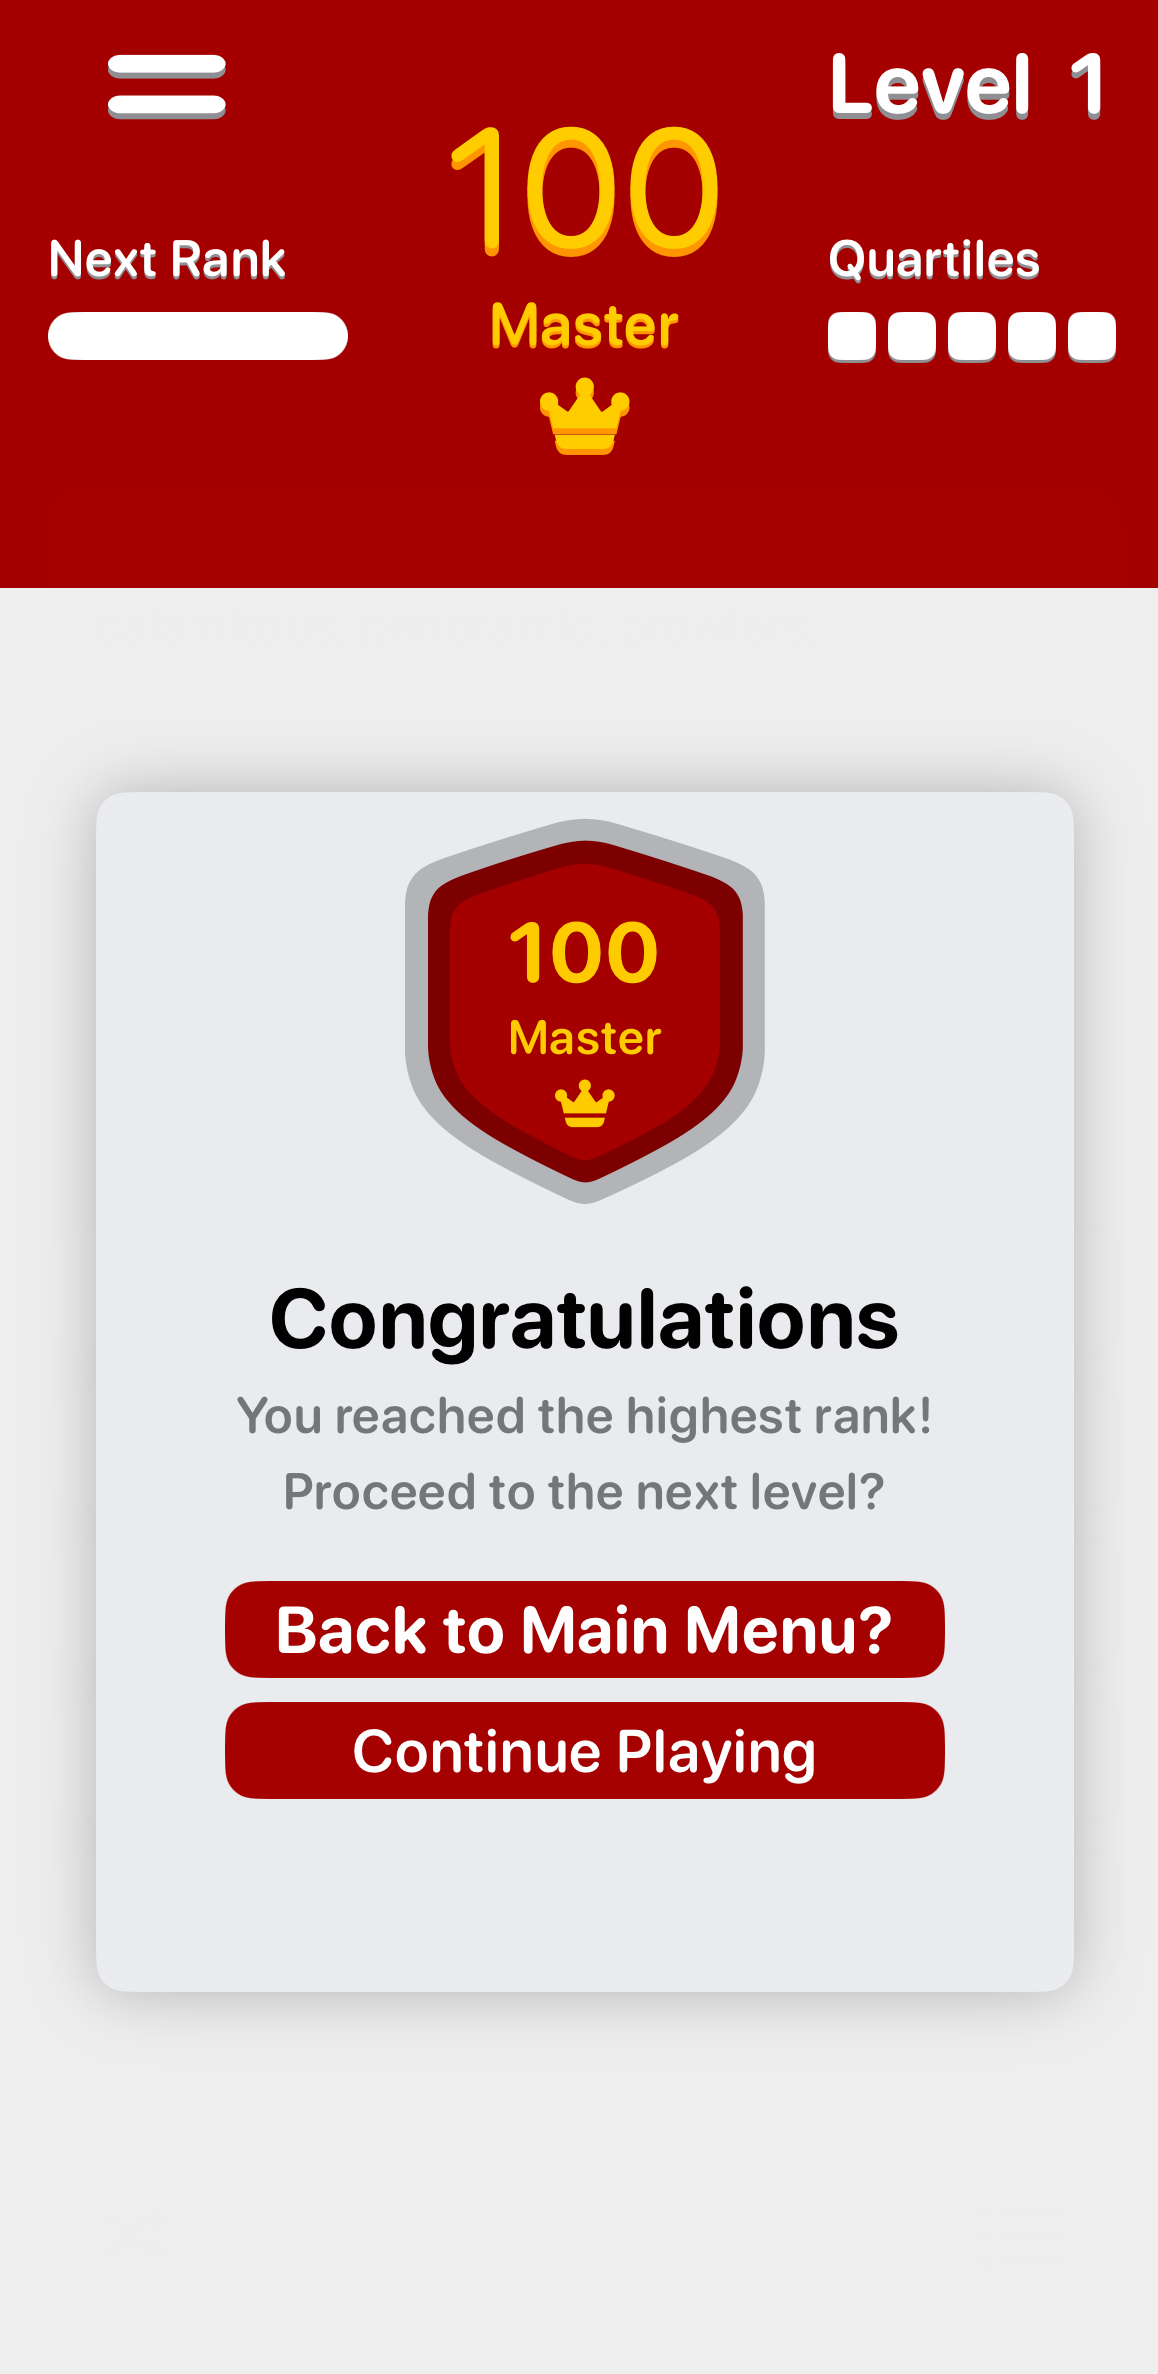 Level 1
100
Next Rank
Master
Quartiles
100
Master
Congratulations
You reached the highest rank!
Proceed to the next level?
Back to Main Menu?
Continue Playing